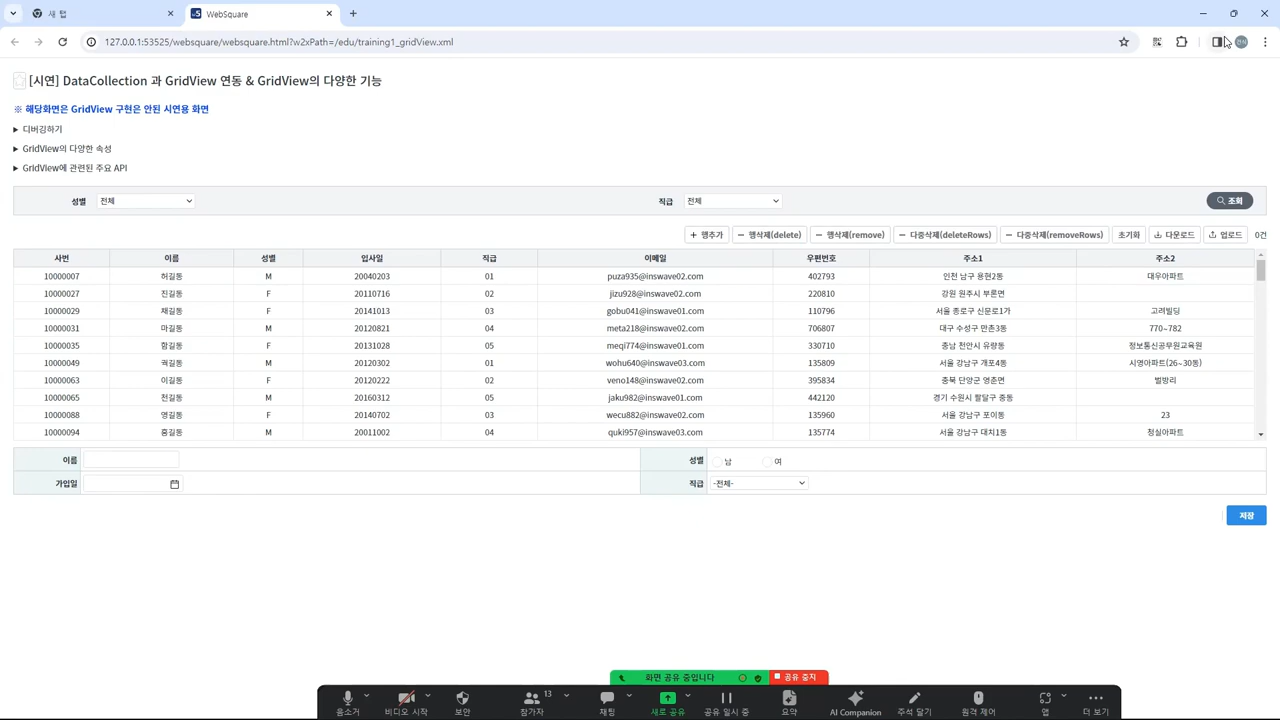 새 탭
WebSquare
127.0.0.1:53525/websquare/websquare.html?w2xPath=/edu/training1_gridView.xml
[시연] DataCollection 과 GridView 연동 & GridView의 다양한 기능
※ 해당화면은 GridView 구현은 안된 시연용 화면
▶ 디버깅하기
▶ GridView의 다양한 속성
▶ GridView에 관련된 주요 API
성별 전체 직급 전체 조회
행추가 행삭제(delete) 행삭제(remove) 다중삭제(deleteRows) 다중삭제(removeRows) 초기화 다운로드 업로드 0건
사번 이름 성별 입사일 직급 이메일 우편번호 주소1 주소2
10000007 허길동 M 20040203 01 puza935@inswave02.com 402793 인천 남구 용현2동 대우아파트
10000027 진길동 F 20110716 02 jizu928@inswave02.com 220810 강원 원주시 부론면
10000029 채길동 F 20141013 03 gobu041@inswave01.com 110796 서울 종로구 신문로1가 고려빌딩
10000031 마길동 M 20120821 04 meta218@inswave02.com 706807 대구 수성구 만촌3동 770~782
10000035 함길동 F 20131028 05 meqi774@inswave01.com 330710 충남 천안시 유량동 정보통신공무원교육원
10000049 궉길동 M 20120302 01 wohu640@inswave03.com 135809 서울 강남구 개포4동 시영아파트(26~30동)
10000063 이길동 F 20120222 02 veno148@inswave02.com 395834 충북 단양군 영춘면 별방리
10000065 천길동 M 20160312 05 jaku982@inswave01.com 442120 경기 수원시 팔달구 중동
10000088 영길동 F 20140702 03 wecu882@inswave02.com 135960 서울 강남구 포이동 23
10000094 홍길동 M 20011002 04 quki957@inswave03.com 135774 서울 강남구 대치1동 청실아파트
이름 성별 남 여
가입일 직급 -전체-
저장
화면 공유 중입니다 공유 중지
13
음소거 비디오 시작 보안 참가자 채팅 새로 공유 공유 일시 중 요약 AI Companion 주석 달기 원격 제어 앱 더 보기